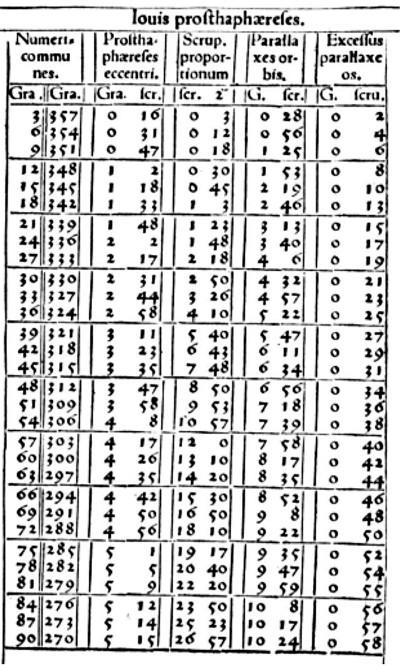 Iouis prosthaphæreses.
Numeri commu nes. Prostha- phæreses eccentri. Scrup. propor- tionum Paralla xes or- bis. Excessus parallaxe os.
Gra. Gra. Gra. scr. scr. 2 G. scr. G. scru.
3 357 0 16 0 3 0 28 0 2
6 354 0 31 0 12 0 56 0 4
9 351 0 47 0 18 1 25 0 6
12 348 1 2 0 30 1 53 0 8
15 345 1 18 0 45 2 19 0 10
18 342 1 33 1 3 2 46 0 13
21 339 1 48 1 23 3 13 0 15
24 336 2 2 1 48 3 40 0 17
27 333 2 17 2 18 4 6 0 19
30 330 2 31 2 50 4 32 0 21
33 327 2 44 3 26 4 57 0 23
36 324 2 58 4 10 5 22 0 25
39 321 3 11 5 40 5 47 0 27
42 318 3 23 6 43 6 11 0 29
45 315 3 35 7 48 6 34 0 31
48 312 3 47 8 50 6 56 0 34
51 309 3 58 9 53 7 18 0 36
54 306 4 8 10 57 7 39 0 38
57 303 4 17 12 0 7 58 0 40
60 300 4 26 13 10 8 17 0 42
63 297 4 35 14 20 8 35 0 44
66 294 4 42 15 30 8 52 0 46
69 291 4 50 16 50 9 8 0 48
72 288 4 56 18 10 9 22 0 50
75 285 5 1 19 17 9 35 0 52
78 282 5 5 20 40 9 47 0 54
81 279 5 9 22 20 9 59 0 55
84 276 5 12 23 50 10 8 0 56
87 273 5 14 25 23 10 17 0 57
90 270 5 15 26 57 10 24 0 58